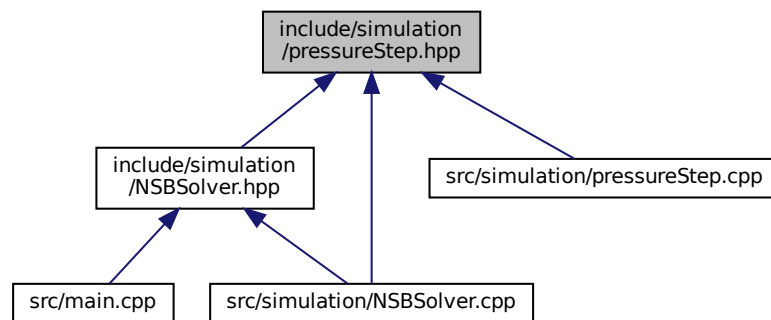 include/simulation
/pressureStep.hpp
include/simulation
/NSBSolver.hpp
src/simulation/pressureStep.cpp
src/main.cpp
src/simulation/NSBSolver.cpp